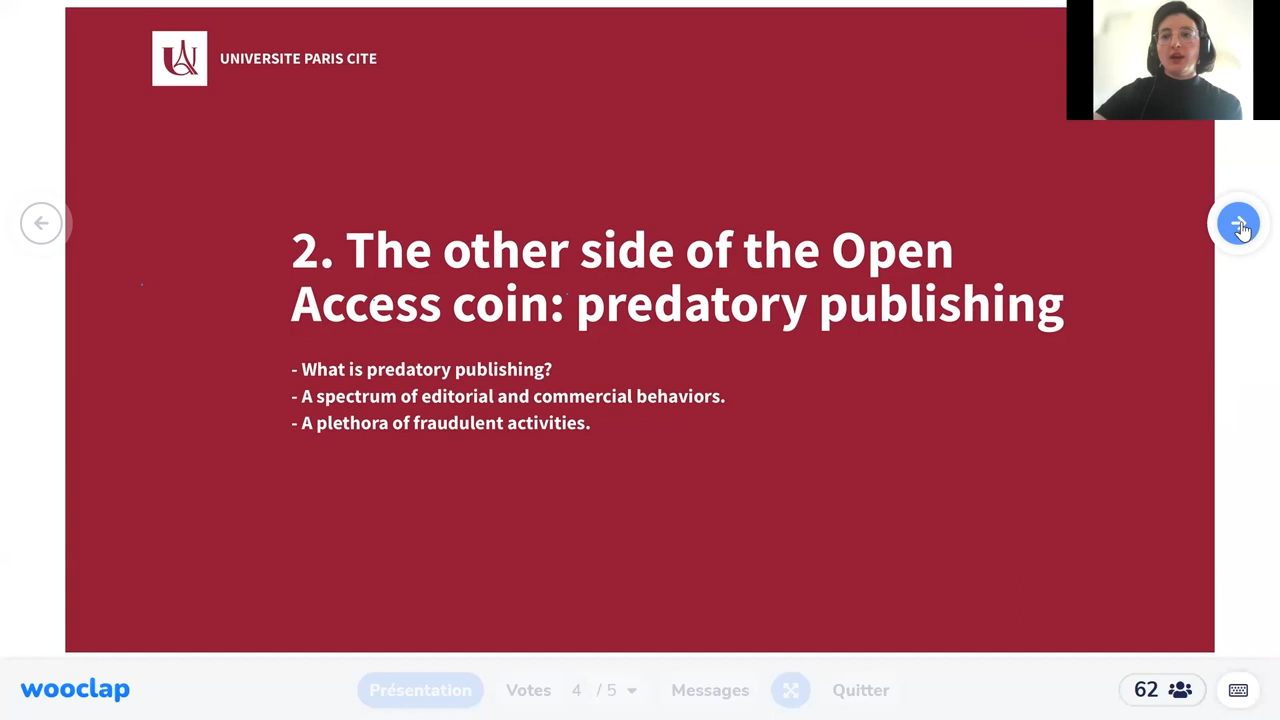 UNIVERSITE PARIS CITE
2. The other side of the Open
Access coin: predatory publishing
- What is predatory publishing?
- A spectrum of editorial and commercial behaviors.
- A plethora of fraudulent activities.
wooclap
Présentation
Votes 4 / 5
Messages
Quitter
62